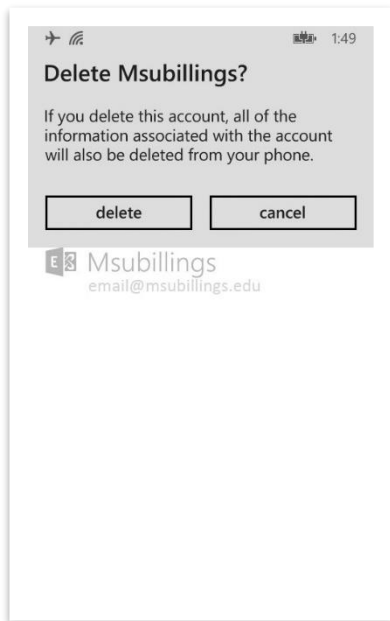 1:49
Delete Msubillings?
If you delete this account, all of the
information associated with the account
will also be deleted from your phone.
delete cancel
E Msubillings
email@msubillings.edu